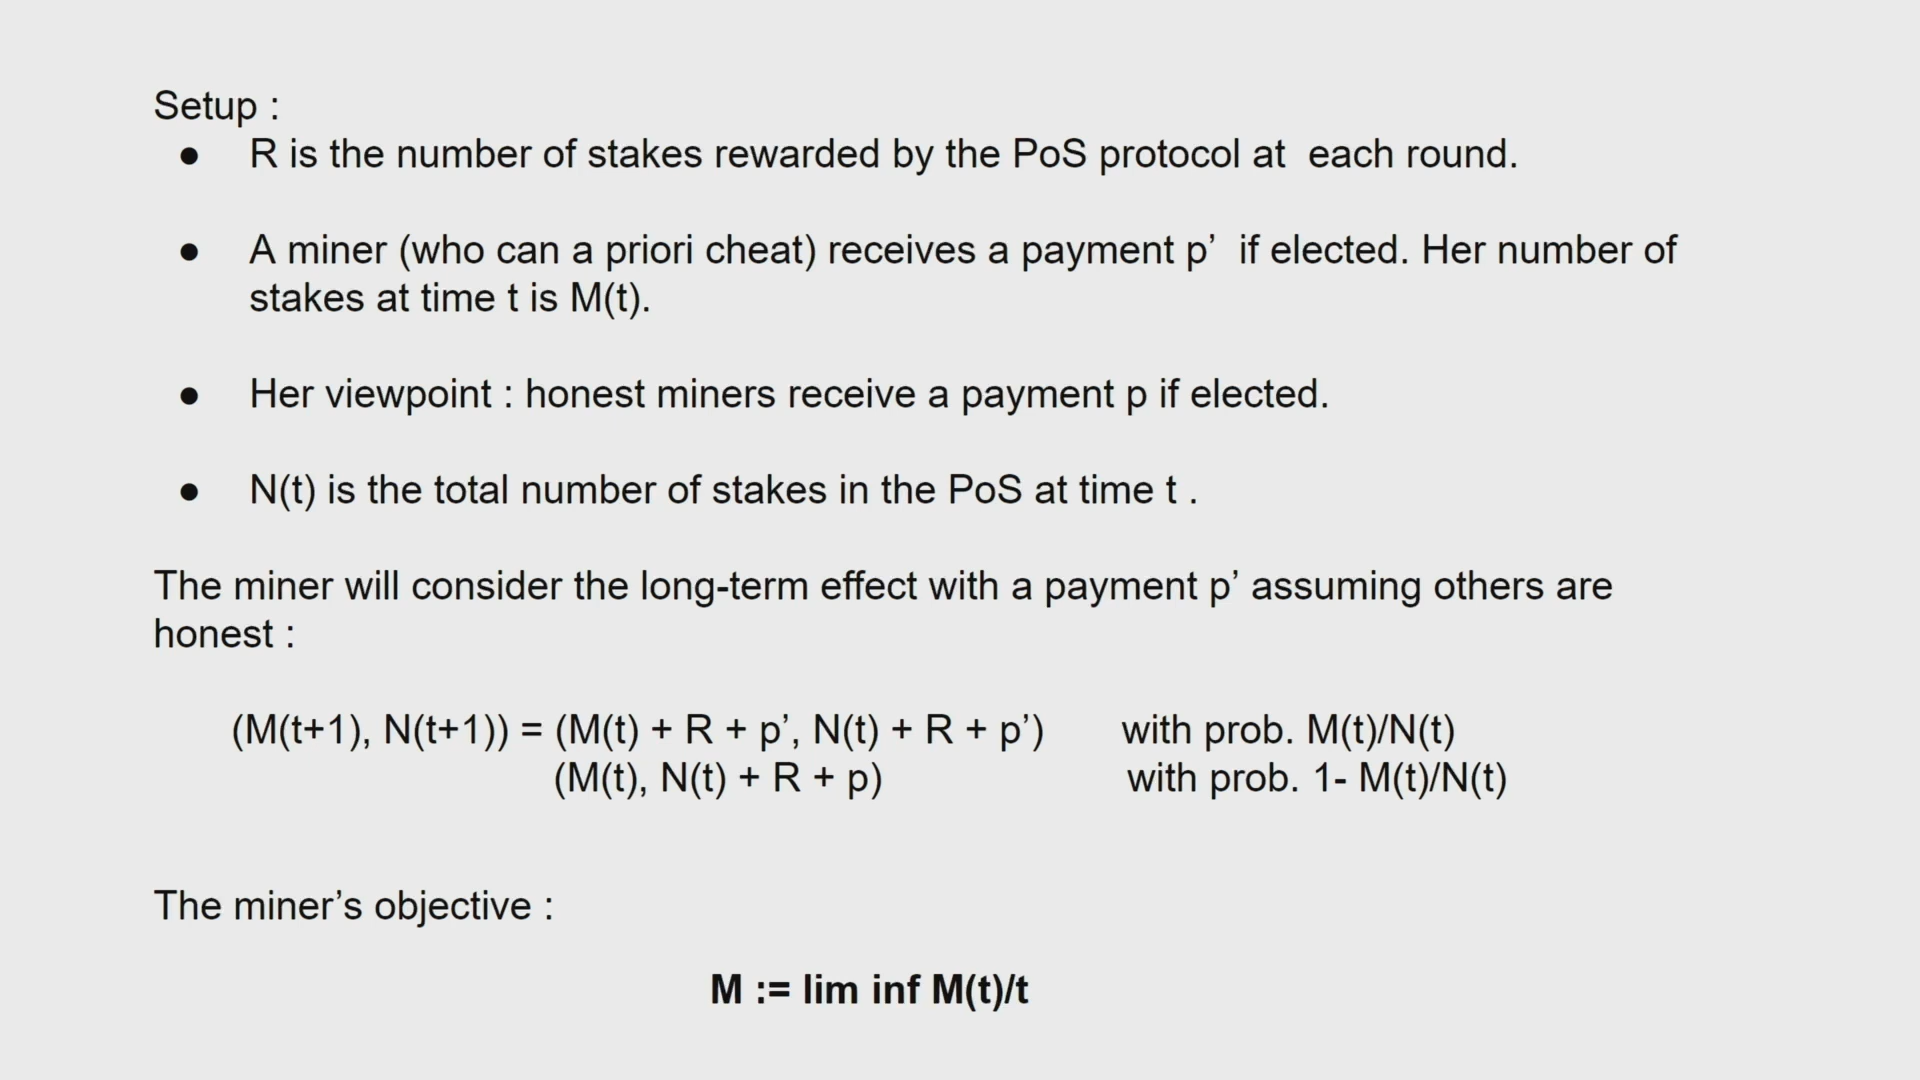 Setup :
● R is the number of stakes rewarded by the PoS protocol at each round.
● A miner (who can a priori cheat) receives a payment p’ if elected. Her number of
stakes at time t is M(t).
● Her viewpoint : honest miners receive a payment p if elected.
● N(t) is the total number of stakes in the PoS at time t .
The miner will consider the long-term effect with a payment p’ assuming others are
honest :
(M(t+1), N(t+1)) = (M(t) + R + p’, N(t) + R + p’) with prob. M(t)/N(t)
(M(t), N(t) + R + p) with prob. 1- M(t)/N(t)
The miner’s objective :
M := lim inf M(t)/t